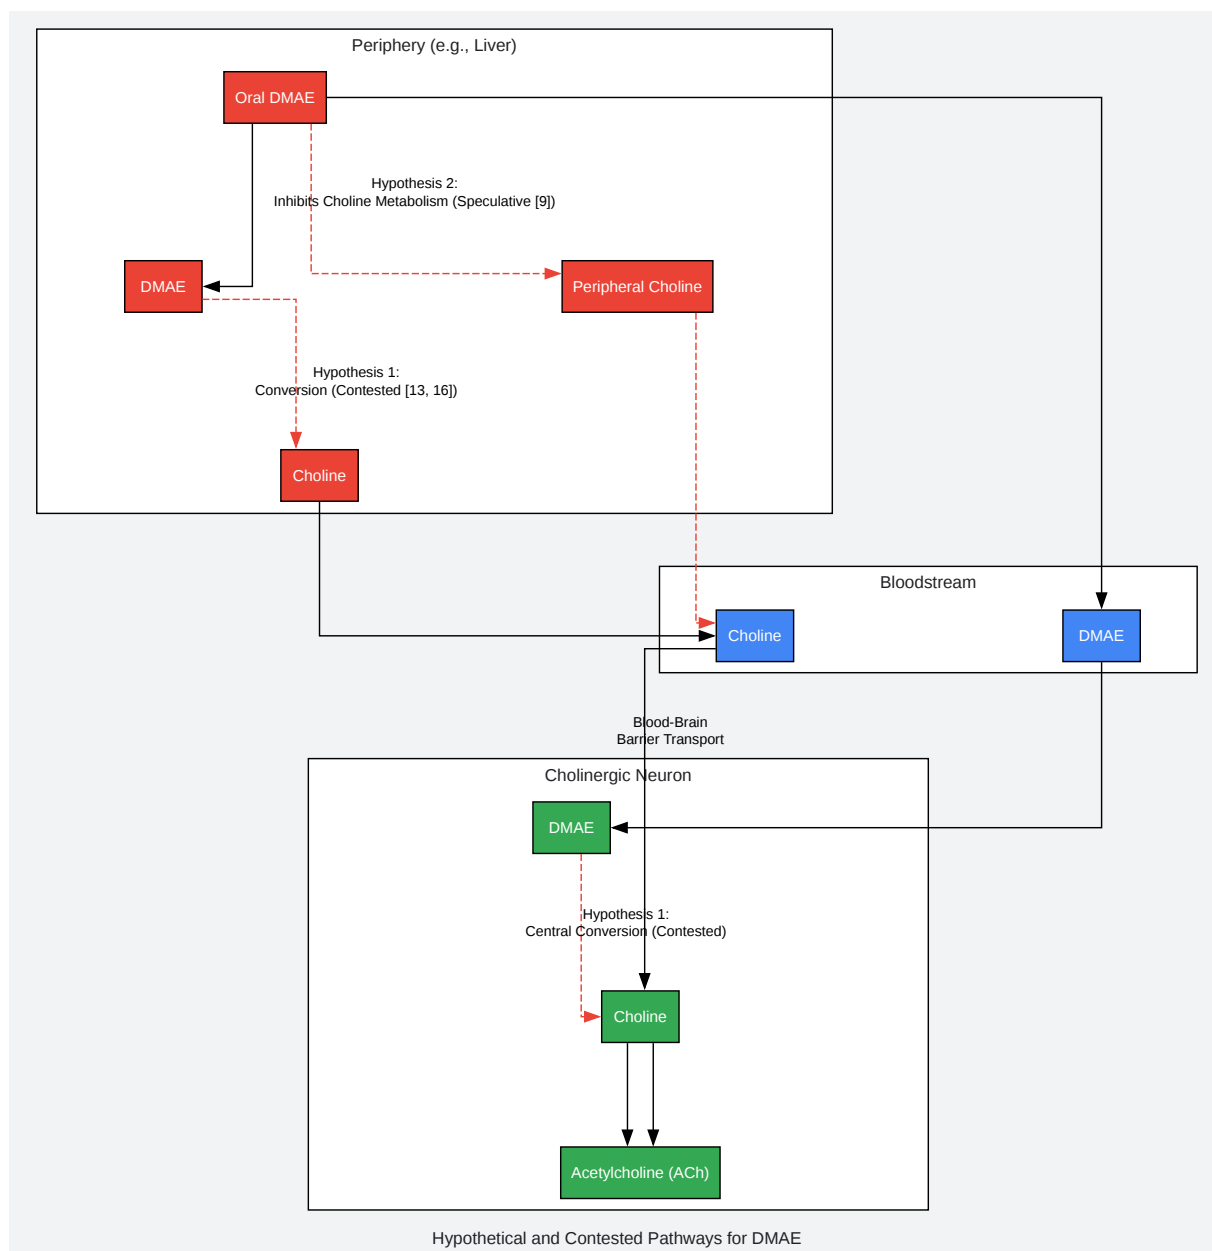 Periphery (e.g., Liver)
Oral DMAE
Hypothesis 2:
Inhibits Choline Metabolism (Speculative [9])
DMAE
Peripheral Choline
Hypothesis 1:
Conversion (Contested [13, 16])
Choline
Bloodstream
Choline
DMAE
Blood-Brain
Barrier Transport
Cholinergic Neuron
DMAE
Hypothesis 1:
Central Conversion (Contested)
Choline
Acetylcholine (ACh)
Hypothetical and Contested Pathways for DMAE